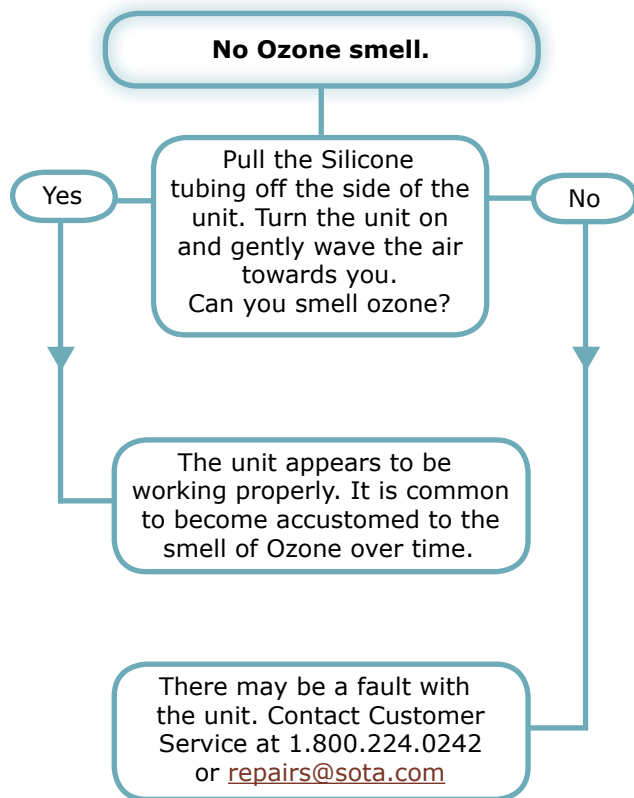 No Ozone smell.
Pull the Silicone
tubing off the side of the
unit. Turn the unit on
and gently wave the air
towards you.
Can you smell ozone?
Yes
No
The unit appears to be
working properly. It is common
to become accustomed to the
smell of Ozone over time.
There may be a fault with
the unit. Contact Customer
Service at 1.800.224.0242
or repairs@sota.com